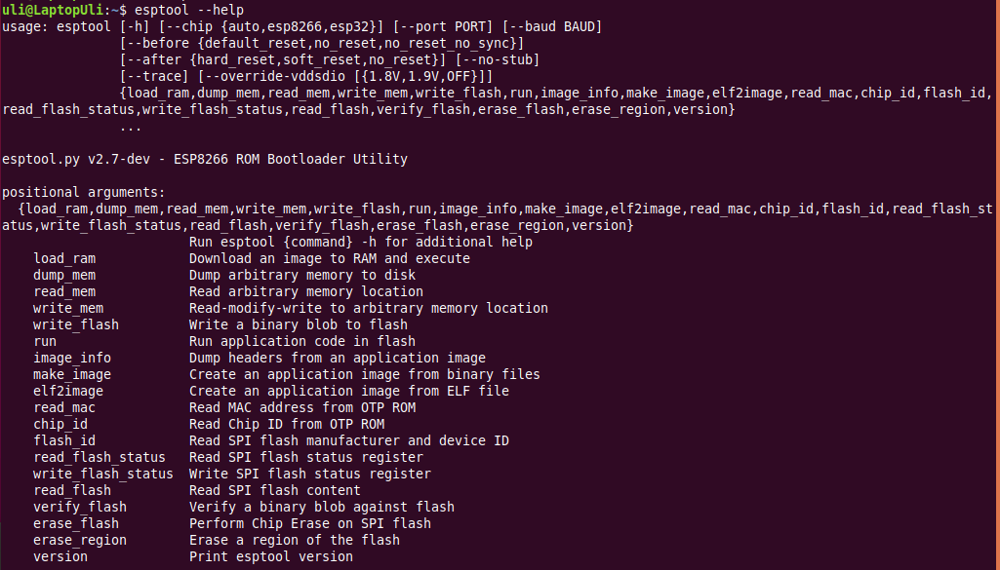 uli@LaptopUli:~$ esptool --help
usage: esptool [-h] [--chip {auto,esp8266,esp32}] [--port PORT] [--baud BAUD]
               [--before {default_reset,no_reset,no_reset_no_sync}]
               [--after {hard_reset,soft_reset,no_reset}] [--no-stub]
               [--trace] [--override-vddsdio [{1.8V,1.9V,OFF}]]
               {load_ram,dump_mem,read_mem,write_mem,write_flash,run,image_info,make_image,elf2image,read_mac,chip_id,flash_id,
read_flash_status,write_flash_status,read_flash,verify_flash,erase_flash,erase_region,version}
               ...

esptool.py v2.7-dev - ESP8266 ROM Bootloader Utility

positional arguments:
  {load_ram,dump_mem,read_mem,write_mem,write_flash,run,image_info,make_image,elf2image,read_mac,chip_id,flash_id,read_flash_st
atus,write_flash_status,read_flash,verify_flash,erase_flash,erase_region,version}
                        Run esptool {command} -h for additional help
    load_ram            Download an image to RAM and execute
    dump_mem            Dump arbitrary memory to disk
    read_mem            Read arbitrary memory location
    write_mem           Read-modify-write to arbitrary memory location
    write_flash         Write a binary blob to flash
    run                 Run application code in flash
    image_info          Dump headers from an application image
    make_image          Create an application image from binary files
    elf2image           Create an application image from ELF file
    read_mac            Read MAC address from OTP ROM
    chip_id             Read Chip ID from OTP ROM
    flash_id            Read SPI flash manufacturer and device ID
    read_flash_status   Read SPI flash status register
    write_flash_status  Write SPI flash status register
    read_flash          Read SPI flash content
    verify_flash        Verify a binary blob against flash
    erase_flash         Perform Chip Erase on SPI flash
    erase_region        Erase a region of the flash
    version             Print esptool version